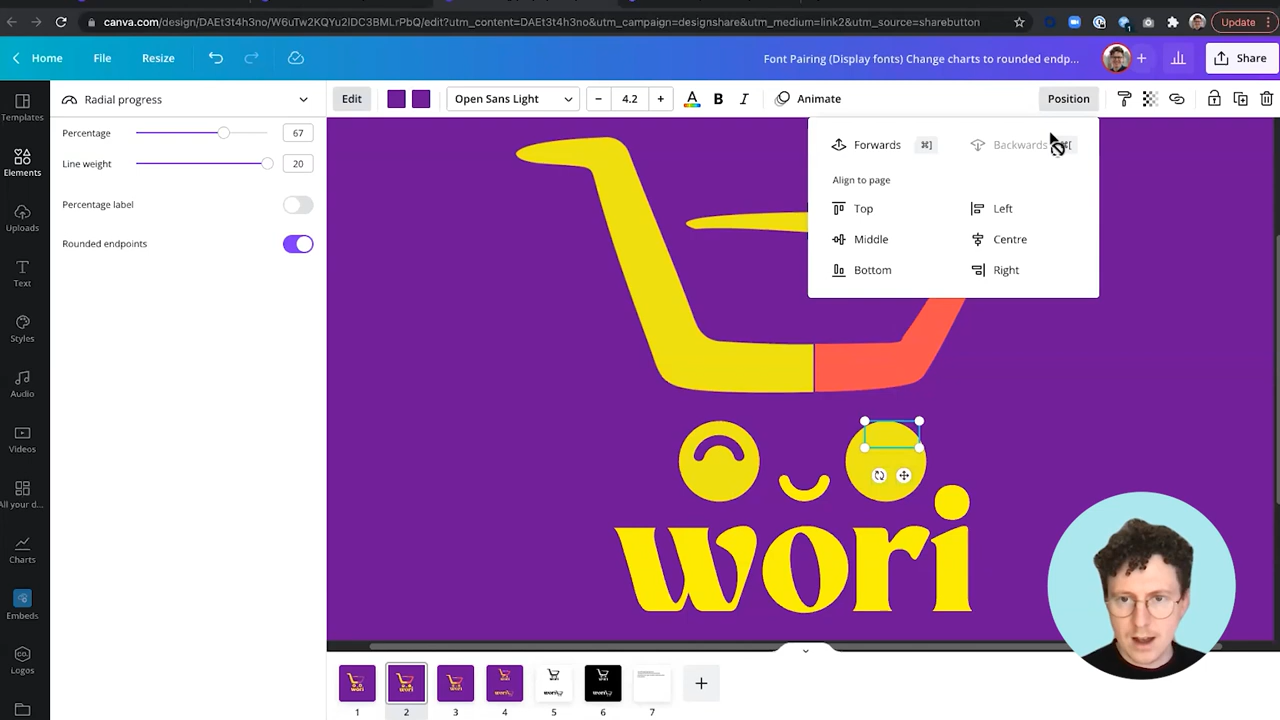 canva.com/design/DAEt3t4h3no/W6uTw2KQYu2IDC3BMLrPbQ/edit?utm_content=DAEt3t4h3no&utm_campaign=designshare&utm_medium=link2&utm_source=sharebutton
Update
Home
File
Resize
Font Pairing (Display fonts) Change charts to rounded endp...
Share
Templates
Elements
Uploads
Text
Styles
Audio
Videos
All your d...
Charts
Embeds
Logos
Radial progress
Percentage
67
Line weight
20
Percentage label
Rounded endpoints
Edit
Open Sans Light
4.2
A
B
I
Animate
Position
Forwards
⌘]
Backwards
Align to page
Top
Left
Middle
Centre
Bottom
Right
wori
1
2
3
4
5
6
7